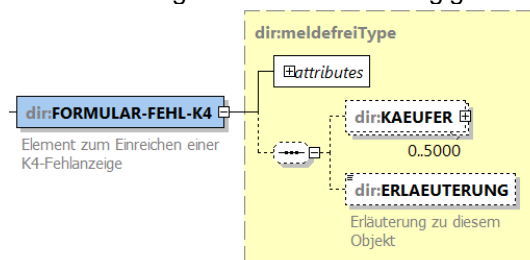 dir:meldefreiType
attributes
dir:FORMULAR-FEHL-K4
Element zum Einreichen einer
K4-Fehlanzeige
dir:KAEUFER
0..5000
dir:ERLAEUTERUNG
Erläuterung zu diesem
Objekt